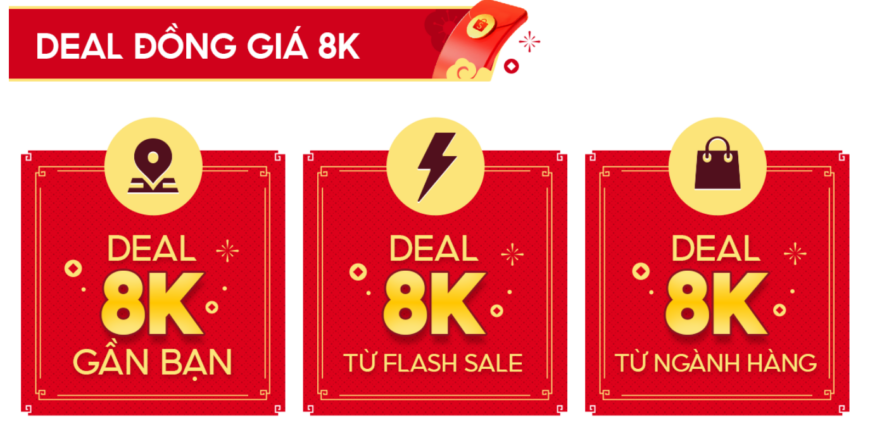 DEAL ĐỒNG GIÁ 8K
DEAL
8K
GẦN BẠN
DEAL
8K
TỪ FLASH SALE
DEAL
8K
TỪ NGÀNH HÀNG